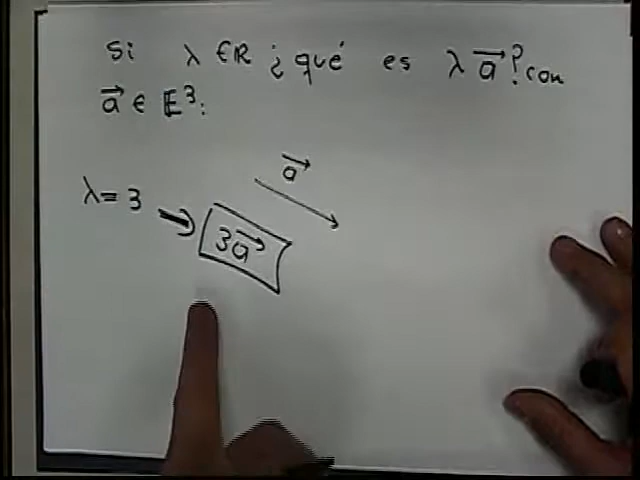 Si λ ∈ R ¿qué es λ a⃗? con
a⃗ ∈ E³:
a⃗
λ = 3
3a⃗